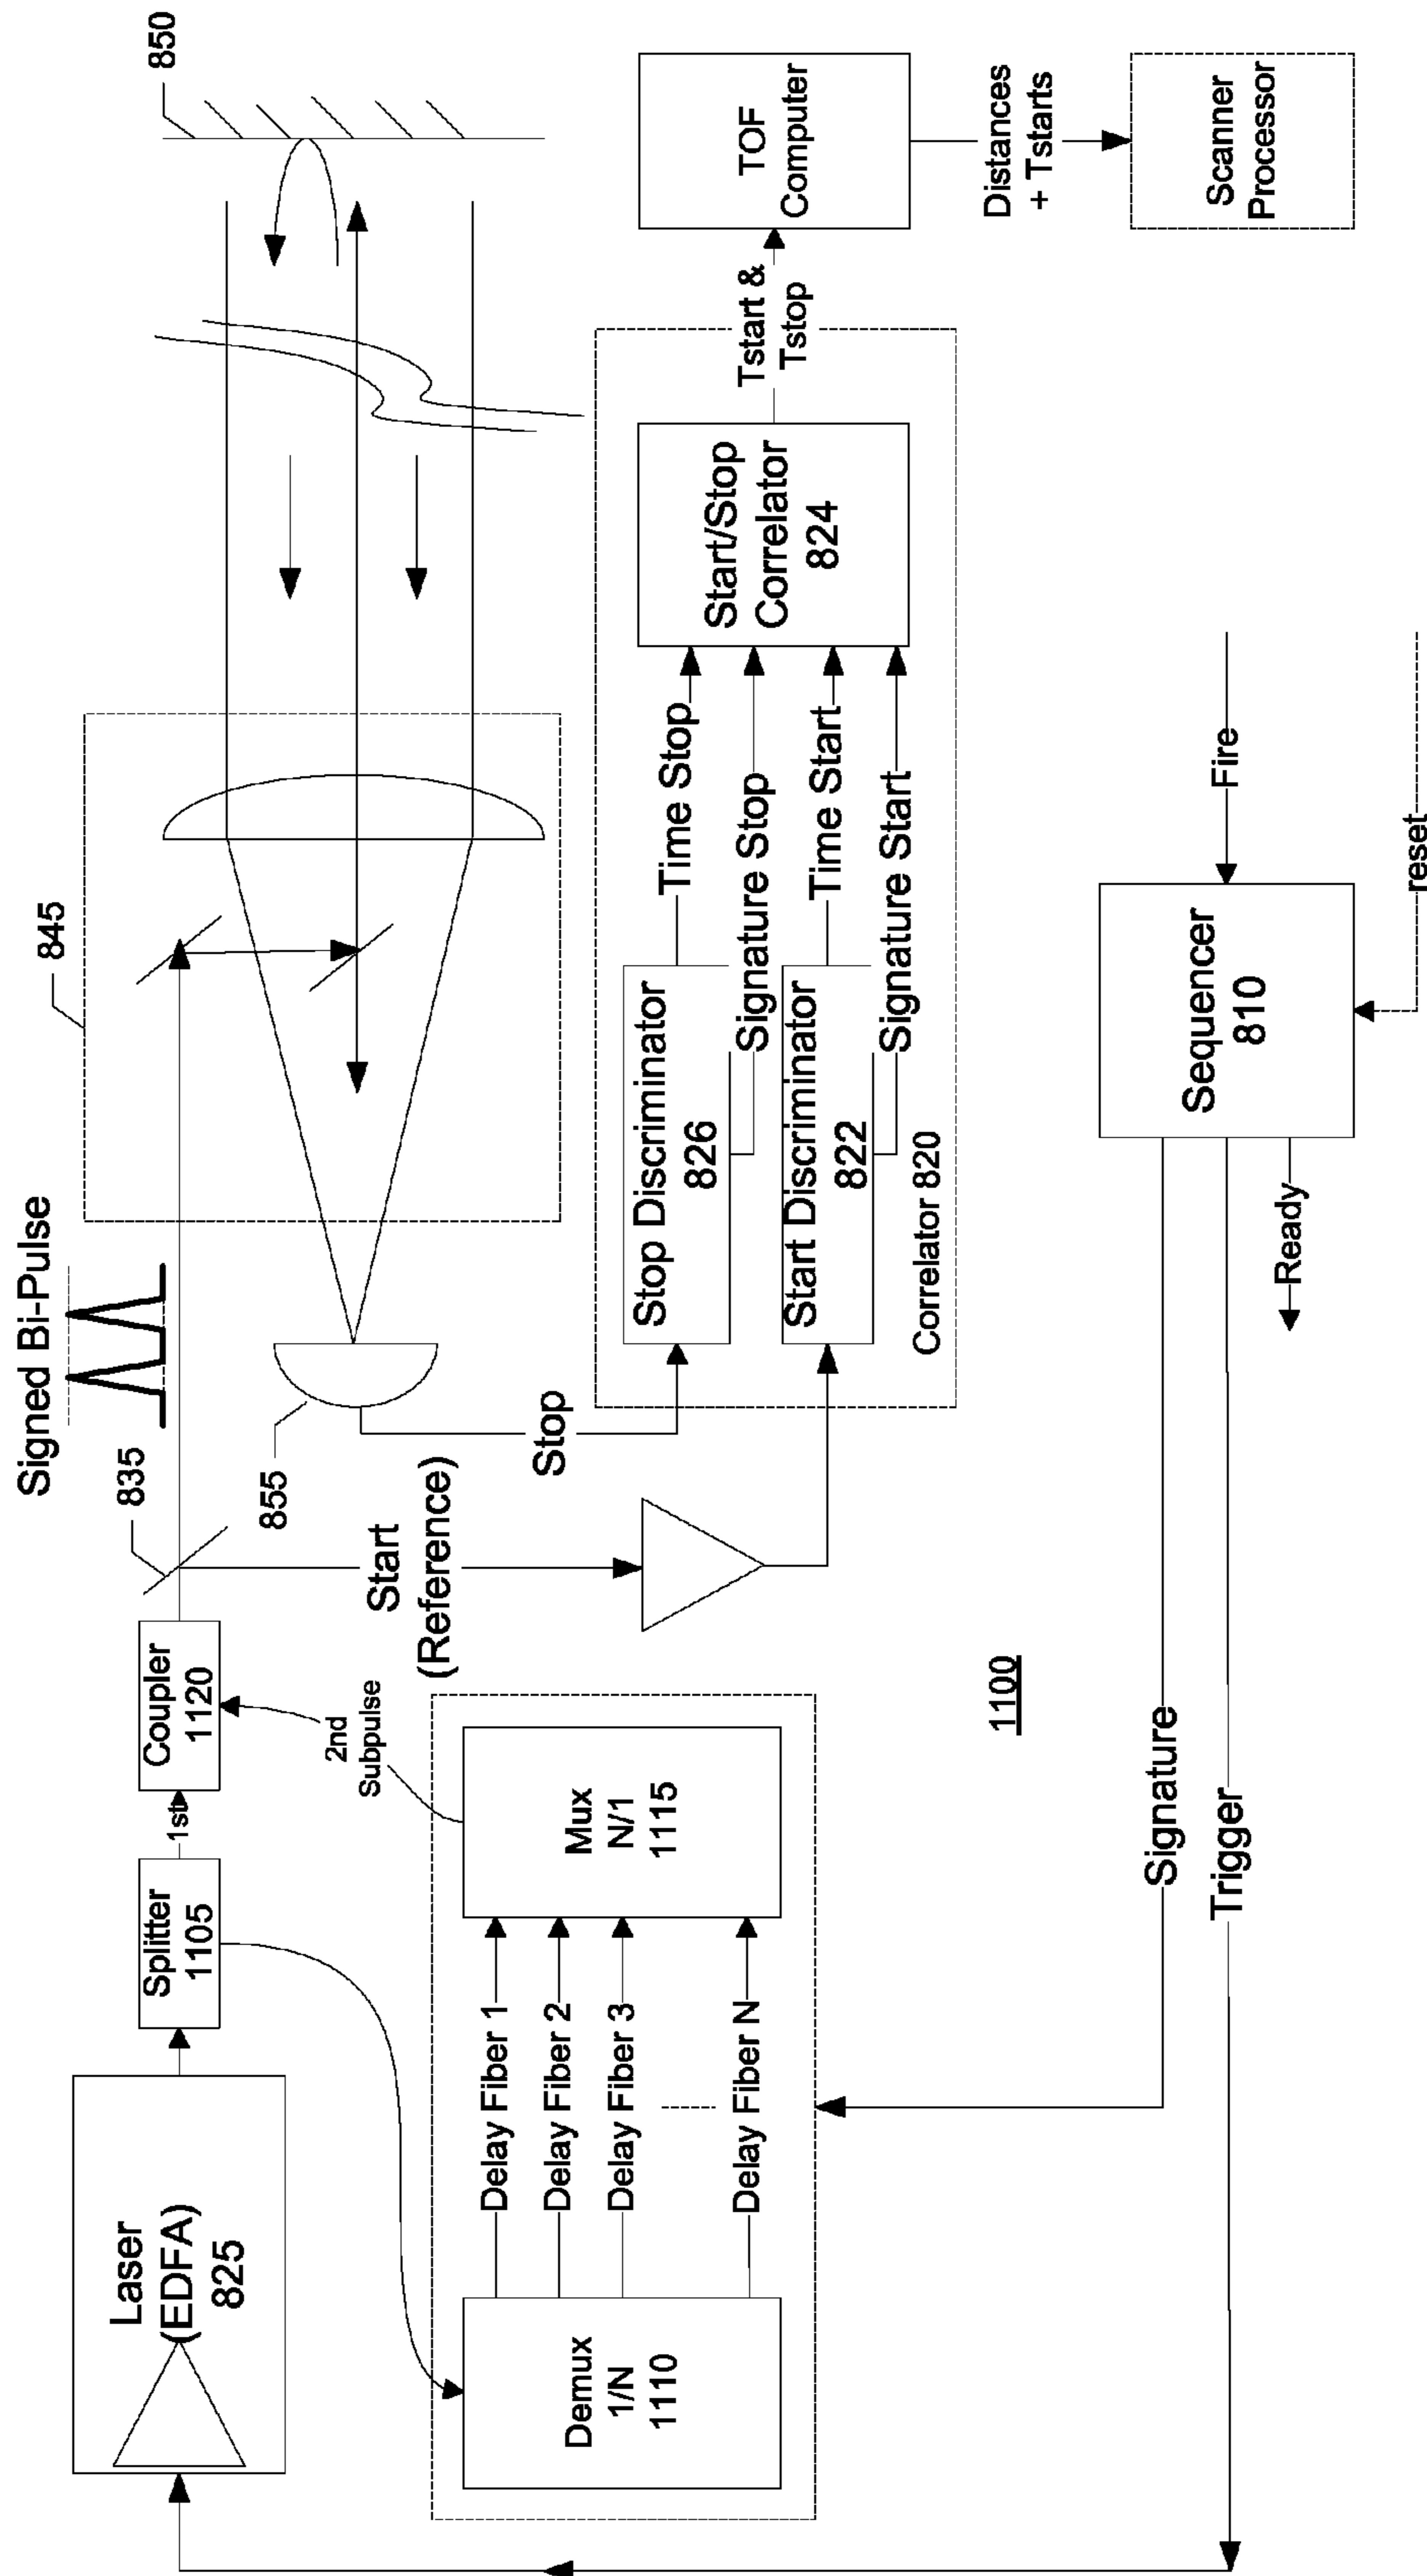 Signed Bi-Pulse
845
850
835
855
Laser
(EDFA)
825
Splitter
1105
1st
Coupler
1120
2nd
Subpulse
Start
(Reference)
Stop
Demux
1/N
1110
Delay Fiber 1
Delay Fiber 2
Delay Fiber 3
Delay Fiber N
Mux
N/1
1115
Stop Discriminator
826
Time Stop
Signature Stop
Start Discriminator
822
Time Start
Signature Start
Correlator 820
Start/Stop
Correlator
824
Tstart &
Tstop
TOF
Computer
Distances
+ Tstarts
Scanner
Processor
1100
Signature
Trigger
Ready
Sequencer
810
Fire
reset